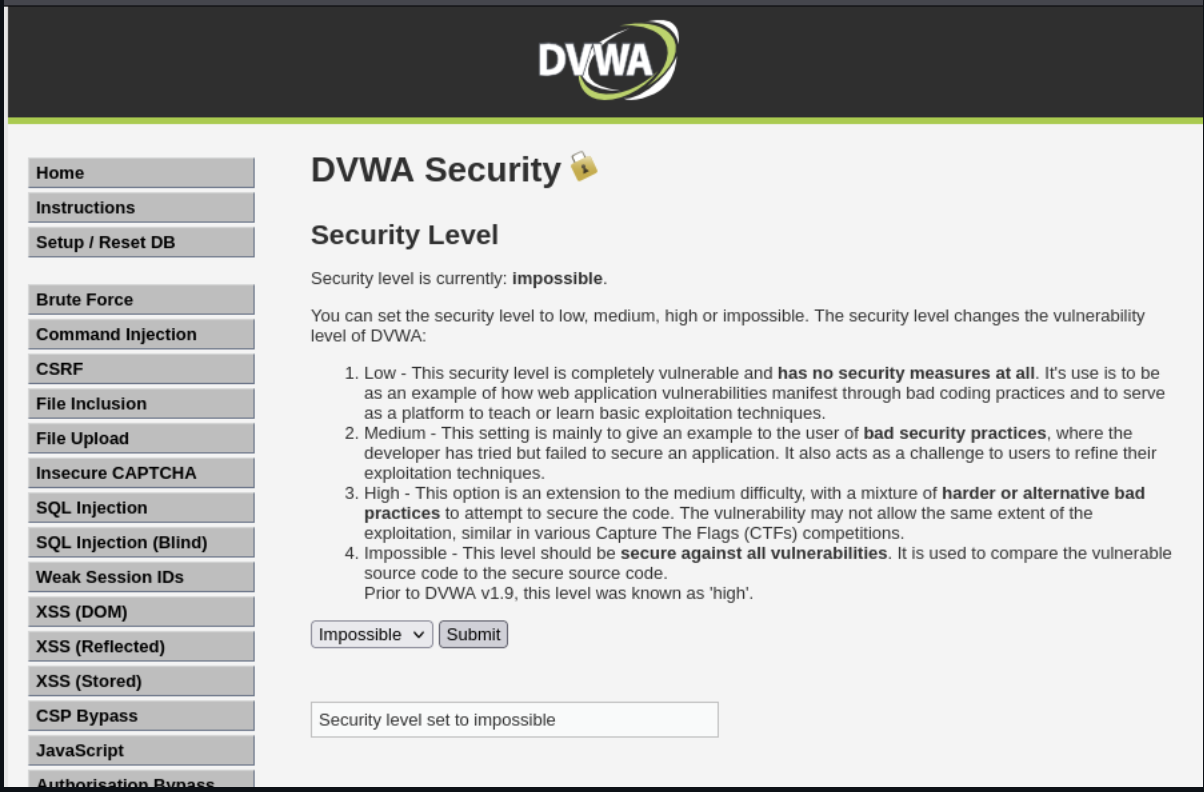 DVWA
Home
Instructions
Setup / Reset DB
Brute Force
Command Injection
CSRF
File Inclusion
File Upload
Insecure CAPTCHA
SQL Injection
SQL Injection (Blind)
Weak Session IDs
XSS (DOM)
XSS (Reflected)
XSS (Stored)
CSP Bypass
JavaScript
Authorisation Bypass
DVWA Security
Security Level
Security level is currently: impossible.
You can set the security level to low, medium, high or impossible. The security level changes the vulnerability
level of DVWA:
1. Low - This security level is completely vulnerable and has no security measures at all. It's use is to be
as an example of how web application vulnerabilities manifest through bad coding practices and to serve
as a platform to teach or learn basic exploitation techniques.
2. Medium - This setting is mainly to give an example to the user of bad security practices, where the
developer has tried but failed to secure an application. It also acts as a challenge to users to refine their
exploitation techniques.
3. High - This option is an extension to the medium difficulty, with a mixture of harder or alternative bad
practices to attempt to secure the code. The vulnerability may not allow the same extent of the
exploitation, similar in various Capture The Flags (CTFs) competitions.
4. Impossible - This level should be secure against all vulnerabilities. It is used to compare the vulnerable
source code to the secure source code.
Prior to DVWA v1.9, this level was known as 'high'.
Impossible
Submit
Security level set to impossible